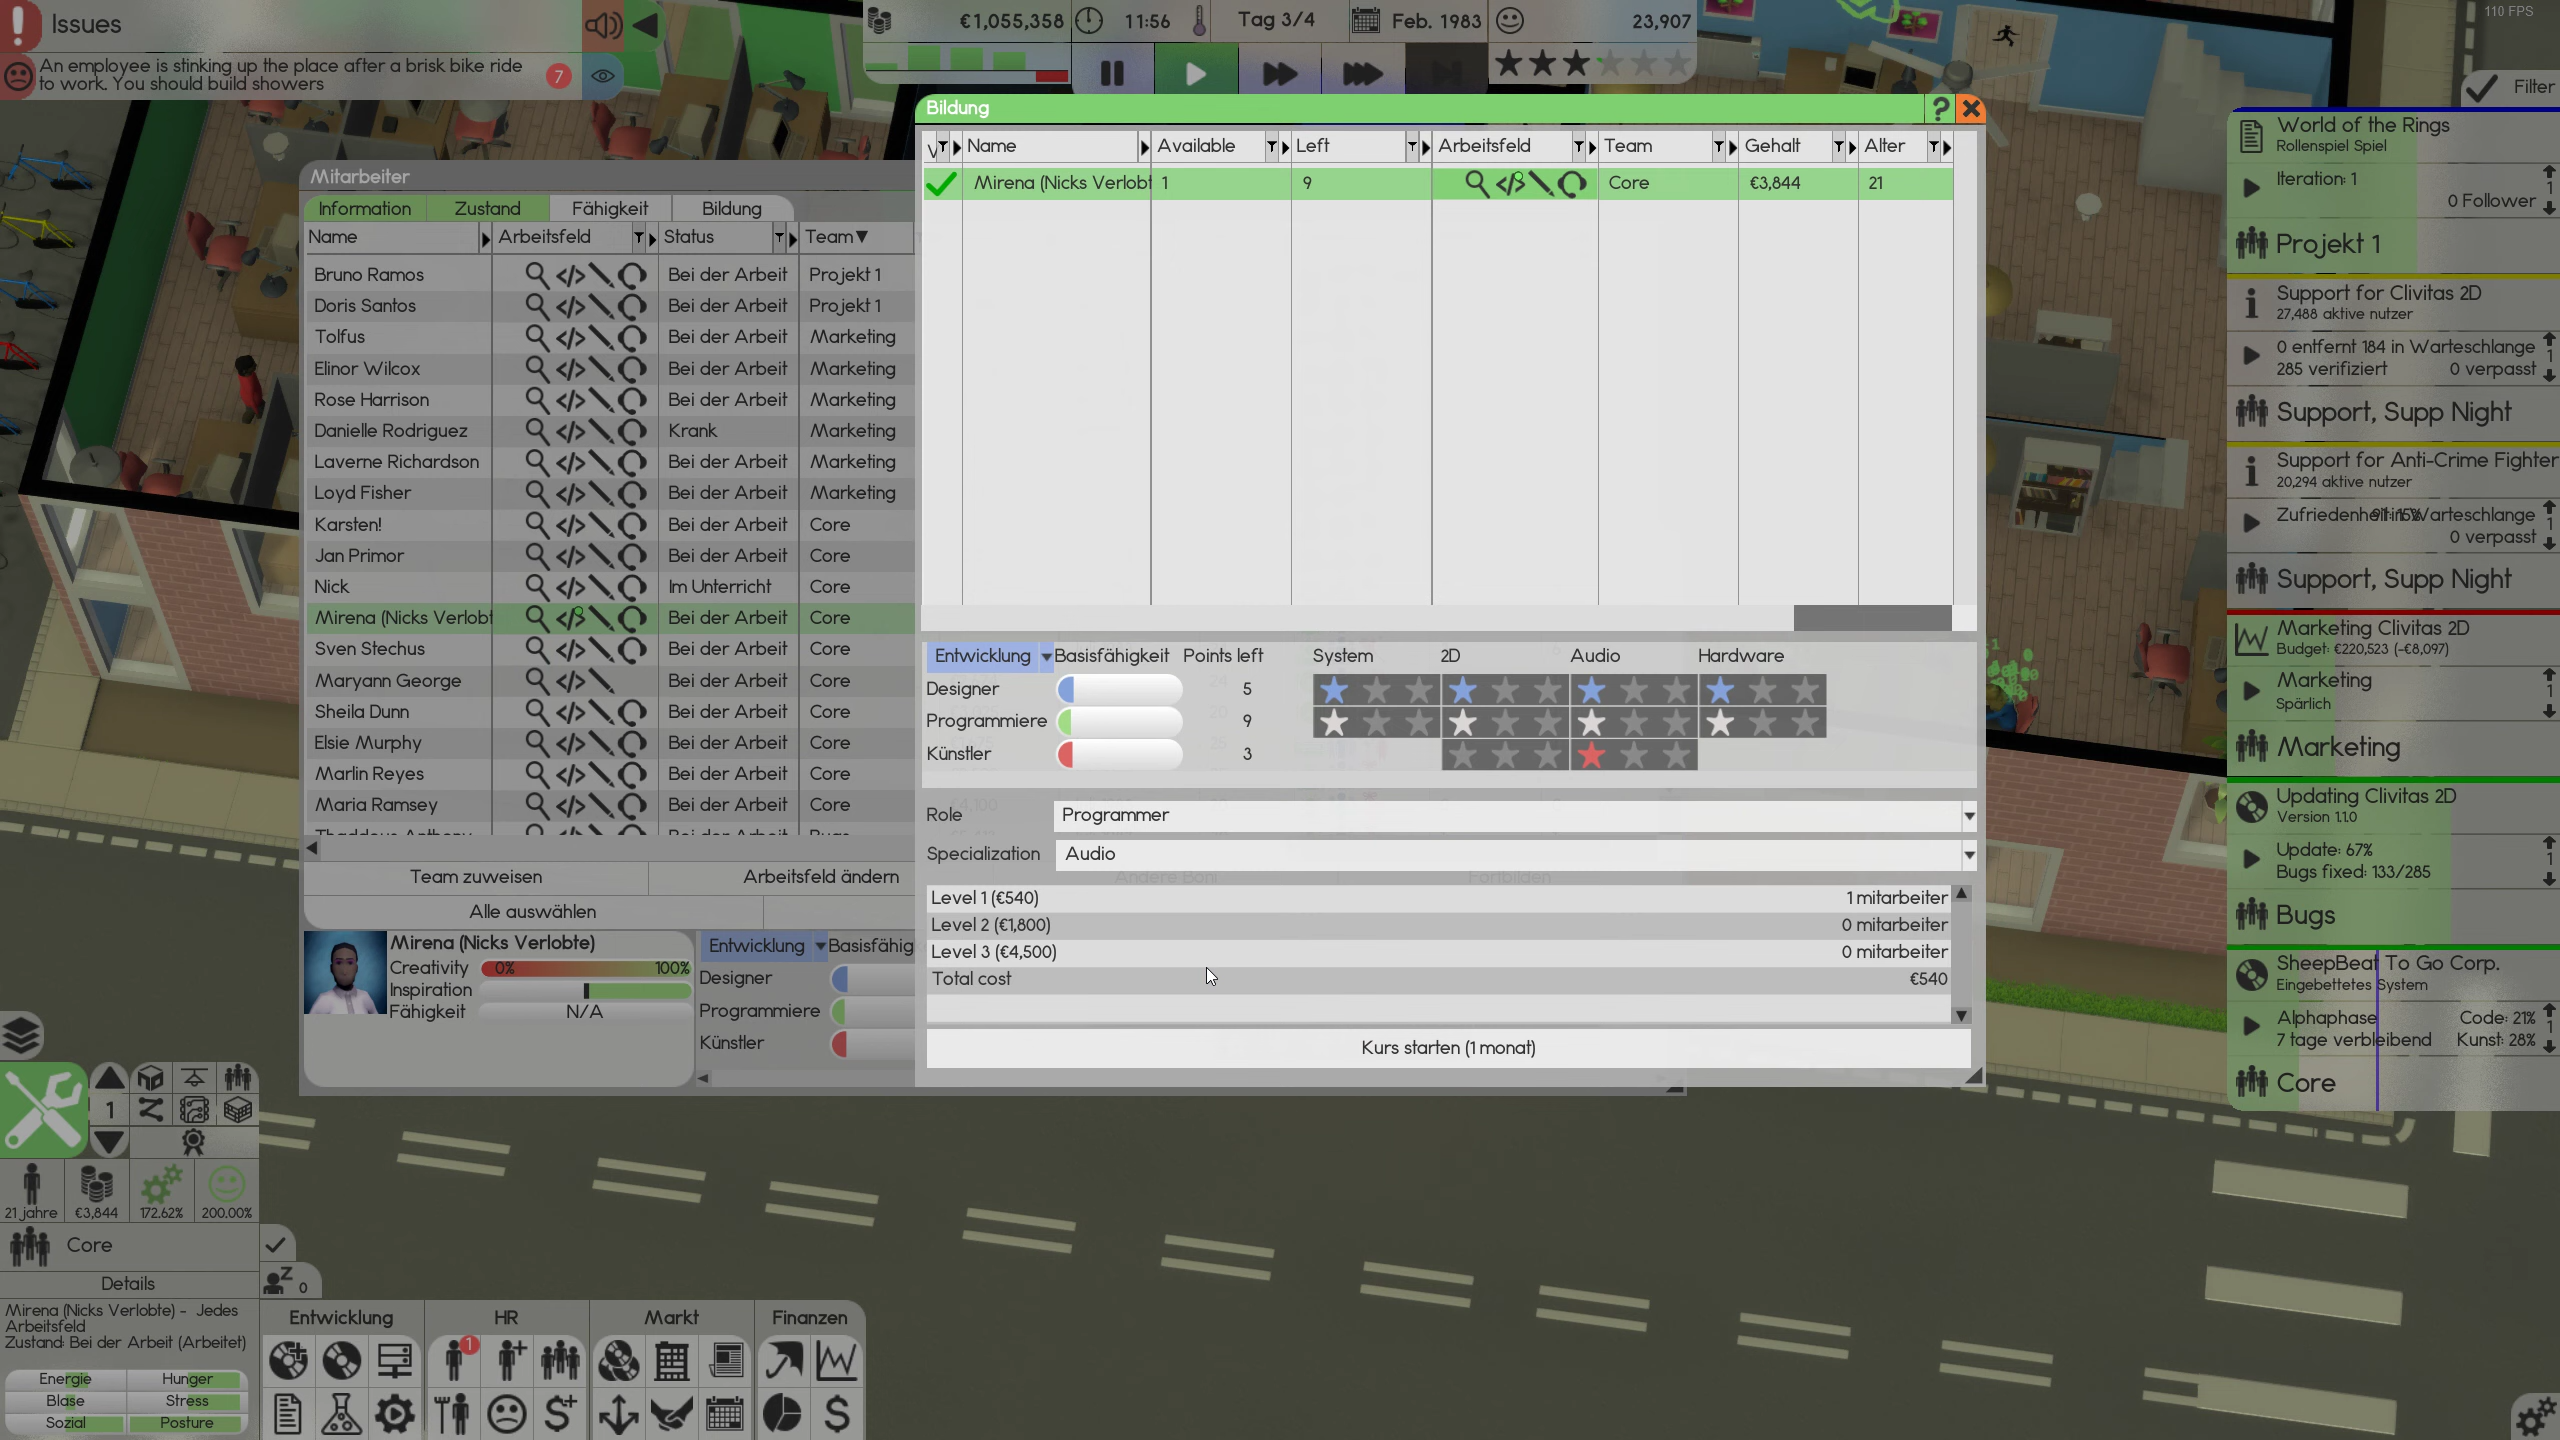 Issues
An employee is stinking up the place after a brisk bike ride
to work. You should build showers
7
€1,055,358
11:56
Tag 3/4
Feb. 1983
23,907
110 FPS
Filter
Mitarbeiter
Information Zustand Fähigkeit Bildung
Name Arbeitsfeld Status Team▼
Bruno Ramos Bei der Arbeit Projekt 1
Doris Santos Bei der Arbeit Projekt 1
Tolfus Bei der Arbeit Marketing
Elinor Wilcox Bei der Arbeit Marketing
Rose Harrison Bei der Arbeit Marketing
Danielle Rodriguez Krank Marketing
Laverne Richardson Bei der Arbeit Marketing
Loyd Fisher Bei der Arbeit Marketing
Karsten! Bei der Arbeit Core
Jan Primor Bei der Arbeit Core
Nick Im Unterricht Core
Mirena (Nicks Verlobt Bei der Arbeit Core
Sven Stechus Bei der Arbeit Core
Maryann George Bei der Arbeit Core
Sheila Dunn Bei der Arbeit Core
Elsie Murphy Bei der Arbeit Core
Marlin Reyes Bei der Arbeit Core
Maria Ramsey Bei der Arbeit Core
Team zuweisen Arbeitsfeld ändern
Alle auswählen
Mirena (Nicks Verlobte)
Creativity 0% 100%
Inspiration
Fähigkeit N/A
Entwicklung Basisfähig
Designer
Programmiere
Künstler
Bildung ?
Name Available Left Arbeitsfeld Team Gehalt Alter
Mirena (Nicks Verlobt 1 9 Core €3,844 21
Entwicklung Basisfähigkeit Points left System 2D Audio Hardware
Designer 5
Programmiere 9
Künstler 3
Role Programmer
Specialization Audio
Level 1 (€540) 1 mitarbeiter
Level 2 (€1,800) 0 mitarbeiter
Level 3 (€4,500) 0 mitarbeiter
Total cost €540
Kurs starten (1 monat)
World of the Rings
Rollenspiel Spiel
Iteration: 1
1
0 Follower
Projekt 1
Support for Clivitas 2D
27,488 aktive nutzer
0 entfernt 184 in Warteschlange
1
285 verifiziert 0 verpasst
Support, Supp Night
Support for Anti-Crime Fighter
20,294 aktive nutzer
1
0 verpasst
Support, Supp Night
Marketing Clivitas 2D
Budget: €220,523 (-€8,097)
Marketing
1
Spärlich
Marketing
Updating Clivitas 2D
Version 1.1.0
Update: 67%
1
Bugs fixed: 133/285
Bugs
SheepBeat To Go Corp.
Eingebettetes System
Alphaphase Code: 21%
1
7 tage verbleibend Kunst: 28%
Core
1
21 jahre €3,844 172.62% 200.00%
Core
Details
0
Mirena (Nicks Verlobte) - Jedes
Arbeitsfeld
Zustand: Bei der Arbeit (Arbeitet)
Energie Hunger
Blase Stress
Sozial Posture
Entwicklung HR Markt Finanzen
1